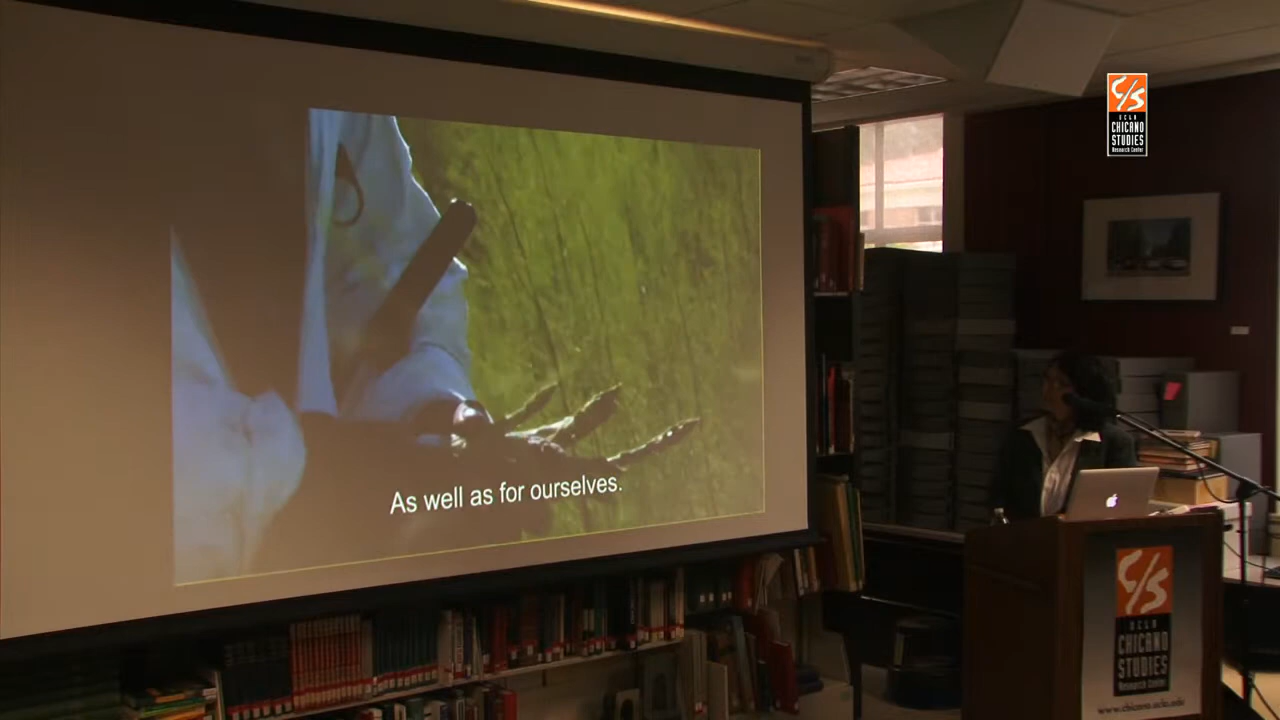 As well as for ourselves.
C/S
UCLA
CHICANO
STUDIES
Research Center
C/S
UCLA
CHICANO
STUDIES
Research Center
www.chicano.ucla.edu